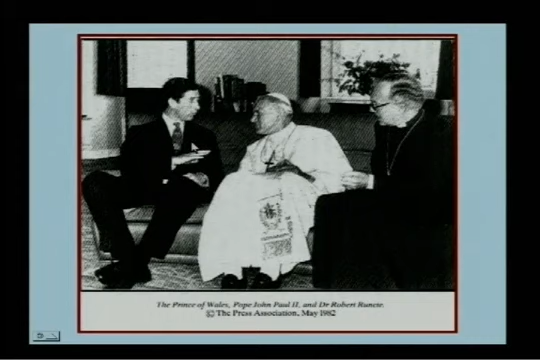 The Prince of Wales, Pope John Paul II, and Dr Robert Runcie.
© The Press Association, May 1982